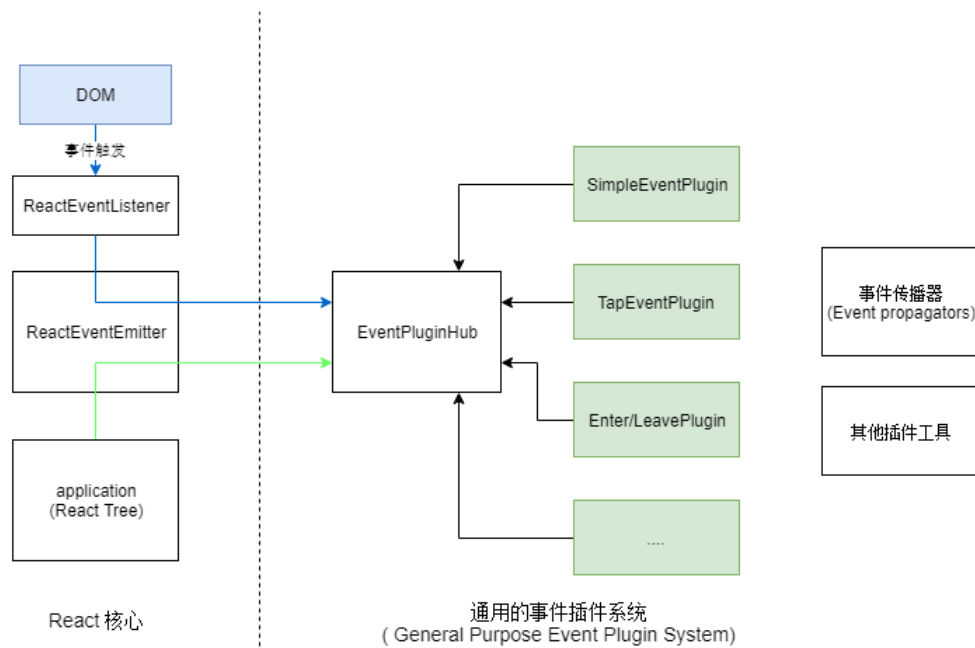 DOM
事件触发
ReactEventListener
ReactEventEmitter
application
(React Tree)
React 核心
EventPluginHub
SimpleEventPlugin
TapEventPlugin
Enter/LeavePlugin
....
事件传播器
(Event propagators)
其他插件工具
通用的事件插件系统
( General Purpose Event Plugin System)